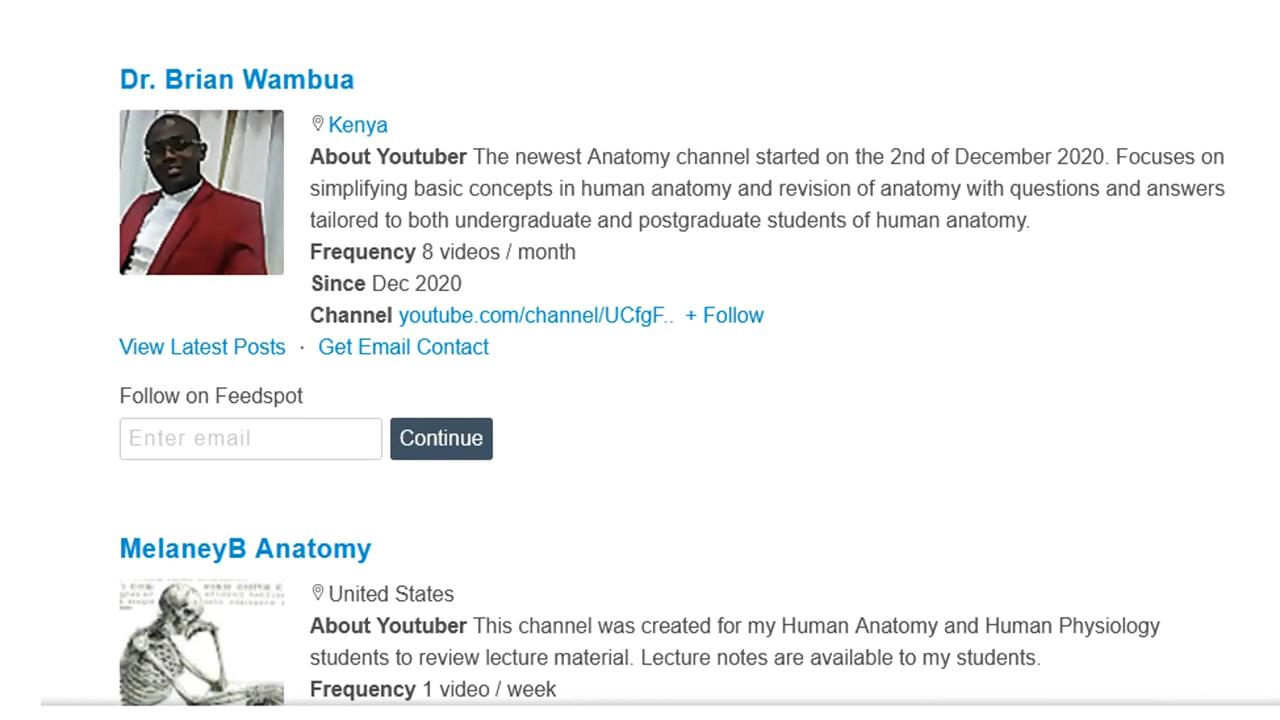 Dr. Brian Wambua
Kenya
About Youtuber The newest Anatomy channel started on the 2nd of December 2020. Focuses on
simplifying basic concepts in human anatomy and revision of anatomy with questions and answers
tailored to both undergraduate and postgraduate students of human anatomy.
Frequency 8 videos / month
Since Dec 2020
Channel youtube.com/channel/UCfgF.. + Follow
View Latest Posts · Get Email Contact
Follow on Feedspot
Enter email Continue
MelaneyB Anatomy
United States
About Youtuber This channel was created for my Human Anatomy and Human Physiology
students to review lecture material. Lecture notes are available to my students.
Frequency 1 video / week